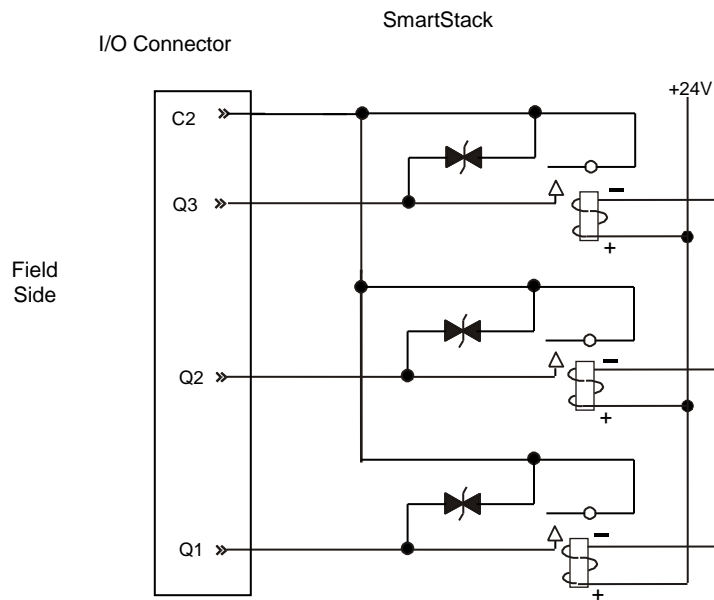 SmartStack
I/O Connector
+24V
C2
Q3
−
+
Field
Side
−
Q2
+
−
Q1
+